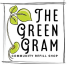 THE
GREEN
GRAM
COMMUNITY REFILL SHOP